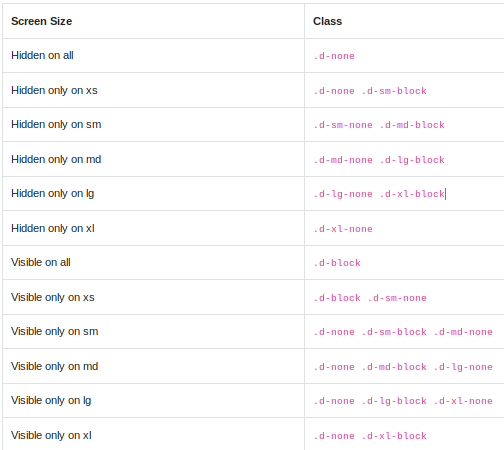 Screen Size Class
Hidden on all .d-none
Hidden only on xs .d-none .d-sm-block
Hidden only on sm .d-sm-none .d-md-block
Hidden only on md .d-md-none .d-lg-block
Hidden only on lg .d-lg-none .d-xl-block
Hidden only on xl .d-xl-none
Visible on all .d-block
Visible only on xs .d-block .d-sm-none
Visible only on sm .d-none .d-sm-block .d-md-none
Visible only on md .d-none .d-md-block .d-lg-none
Visible only on lg .d-none .d-lg-block .d-xl-none
Visible only on xl .d-none .d-xl-block